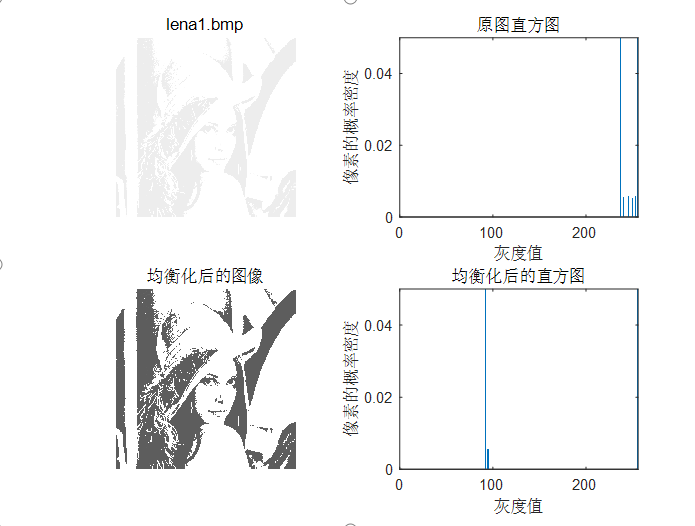 lena1.bmp
原图直方图
像素的概率密度
0.04
0.02
0
0
100
200
灰度值
均衡化后的图像
均衡化后的直方图
像素的概率密度
0.04
0.02
0
0
100
200
灰度值